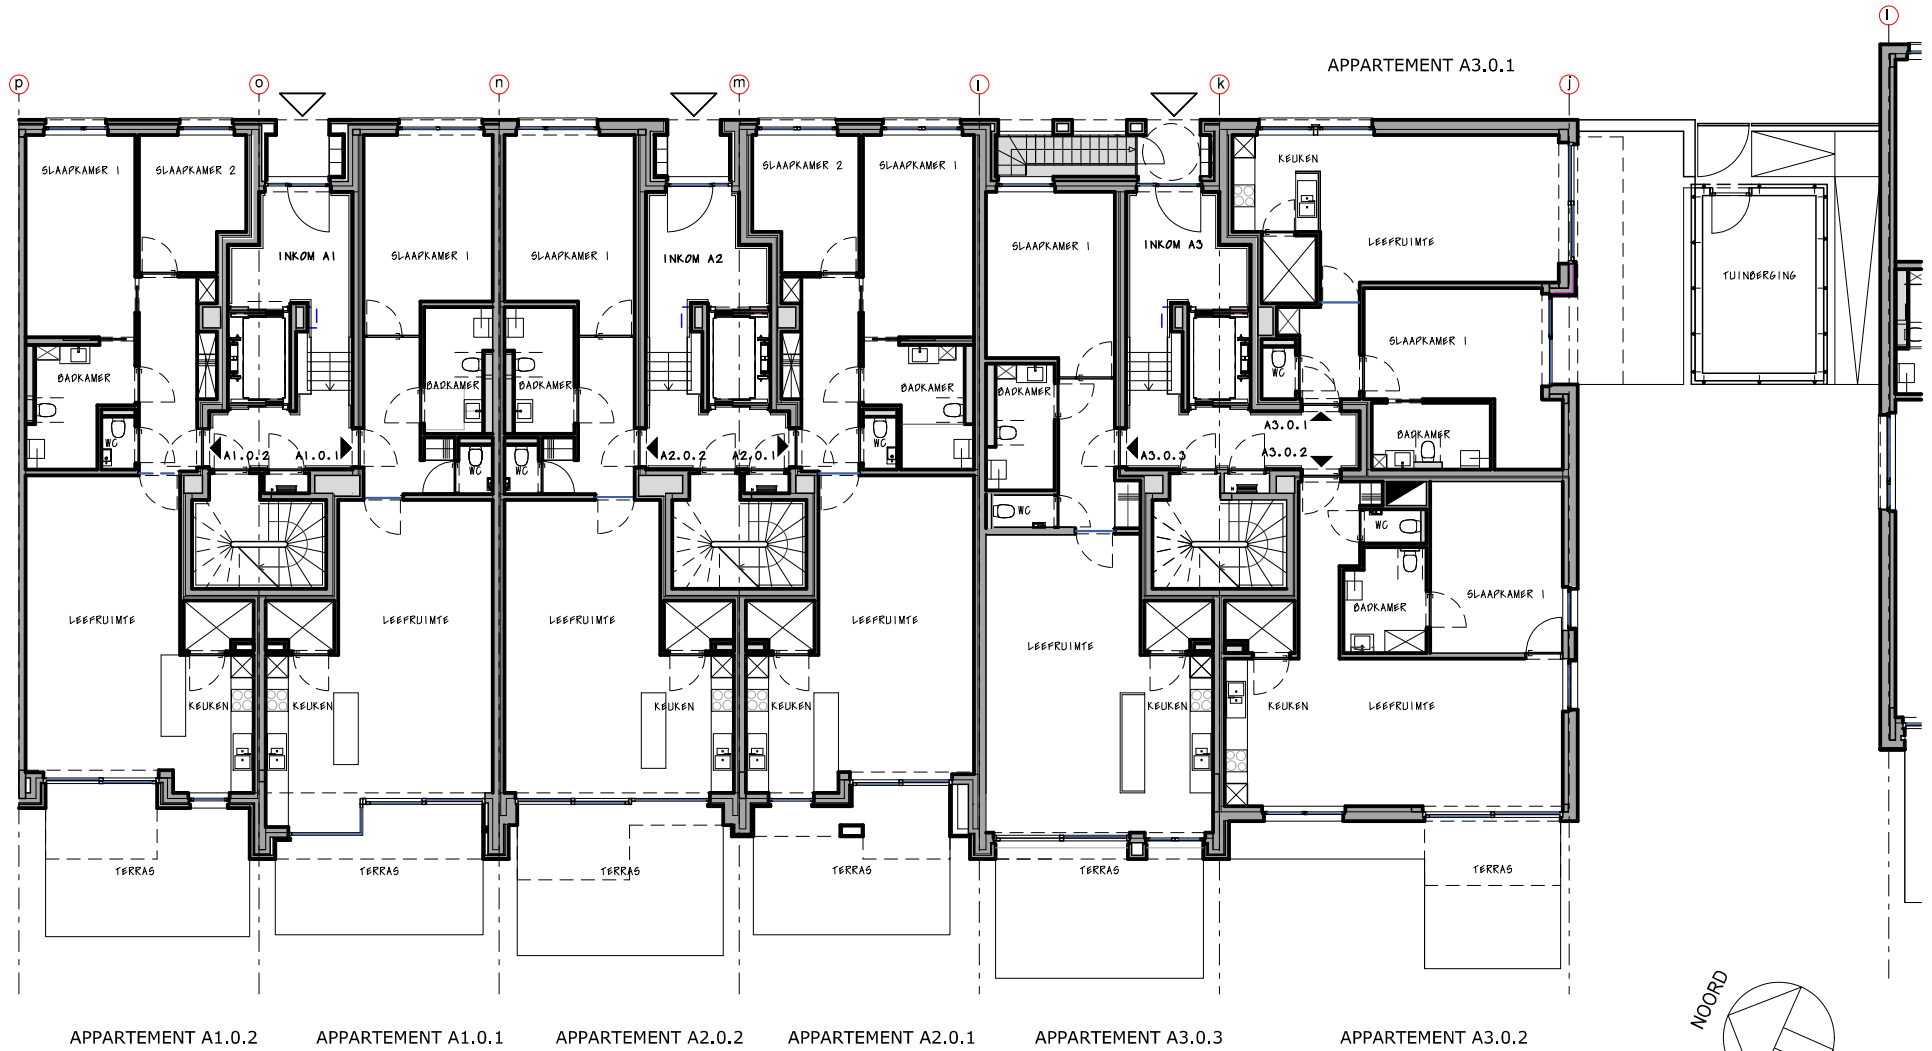 l
APPARTEMENT A3.0.1
p
o
n
m
l
k
j
SLAAPKAMER 1
SLAAPKAMER 2
SLAAPKAMER 2
SLAAPKAMER 1
KEUKEN
INKOM A1
SLAAPKAMER 1
SLAAPKAMER 1
INKOM A2
SLAAPKAMER 1
INKOM A3
LEEFRUIMTE
TUINBERGING
SLAAPKAMER 1
BADKAMER
BADKAMER
BADKAMER
BADKAMER
BADKAMER
WC
WC
WC
WC
WC
A1.0.2
A1.0.1
A2.0.2
A2.0.1
A3.0.3
A3.0.1
A3.0.2
BADKAMER
WC
WC
BADKAMER
SLAAPKAMER 1
LEEFRUIMTE
LEEFRUIMTE
LEEFRUIMTE
LEEFRUIMTE
LEEFRUIMTE
KEUKEN
KEUKEN
KEUKEN
KEUKEN
KEUKEN
KEUKEN
LEEFRUIMTE
TERRAS
TERRAS
TERRAS
TERRAS
TERRAS
TERRAS
NOORD
APPARTEMENT A1.0.2
APPARTEMENT A1.0.1
APPARTEMENT A2.0.2
APPARTEMENT A2.0.1
APPARTEMENT A3.0.3
APPARTEMENT A3.0.2